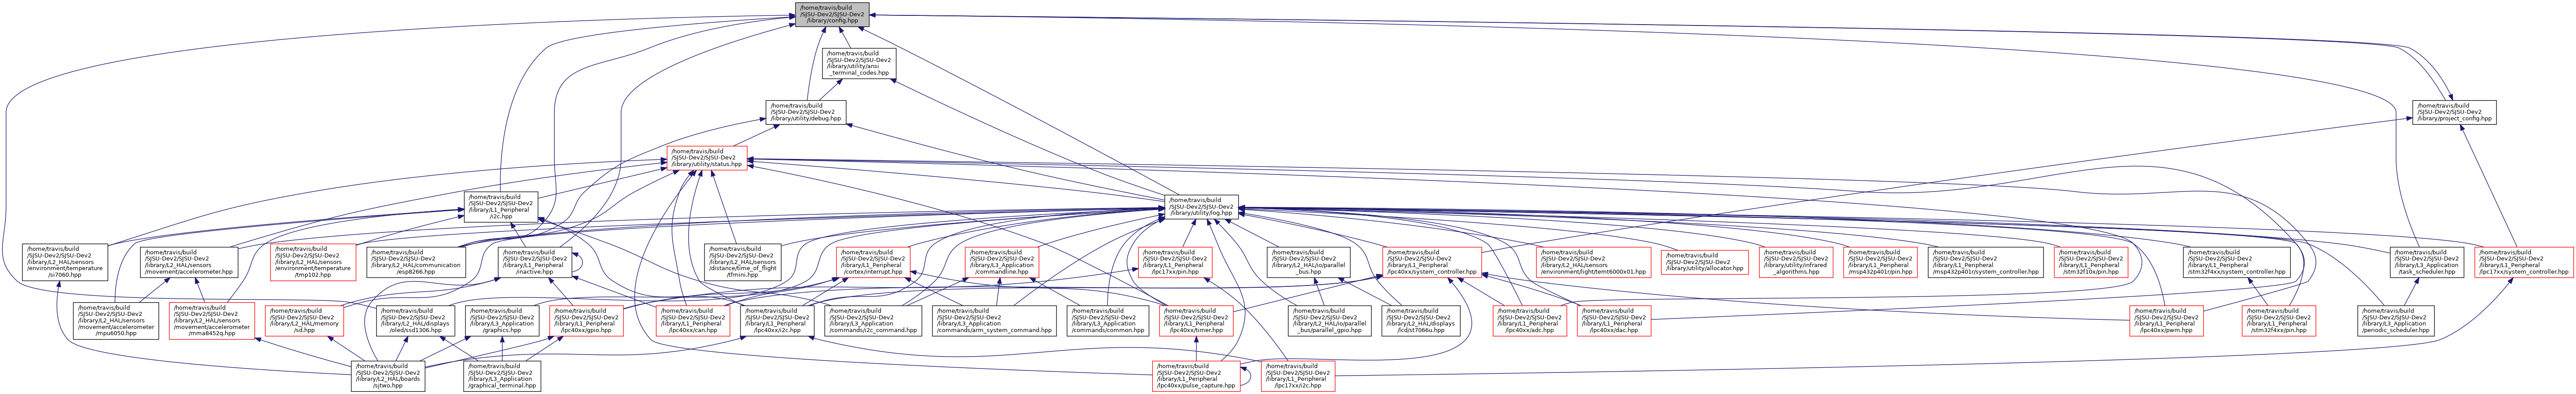 /home/travis/build
/SJSU-Dev2/SJSU-Dev2
/library/config.hpp
/home/travis/build
/SJSU-Dev2/SJSU-Dev2
/library/utility/ansi
_terminal_codes.hpp
/home/travis/build
/SJSU-Dev2/SJSU-Dev2
/library/utility/debug.hpp
/home/travis/build
/SJSU-Dev2/SJSU-Dev2
/library/project_config.hpp
/home/travis/build
/SJSU-Dev2/SJSU-Dev2
/library/utility/status.hpp
/home/travis/build
/SJSU-Dev2/SJSU-Dev2
/library/L1_Peripheral
/i2c.hpp
/home/travis/build
/SJSU-Dev2/SJSU-Dev2
/library/utility/log.hpp
/home/travis/build
/SJSU-Dev2/SJSU-Dev2
/library/L2_HAL/sensors
/environment/temperature
/si7060.hpp
/home/travis/build
/SJSU-Dev2/SJSU-Dev2
/library/L2_HAL/sensors
/movement/accelerometer.hpp
/home/travis/build
/SJSU-Dev2/SJSU-Dev2
/library/L2_HAL/sensors
/environment/temperature
/tmp102.hpp
/home/travis/build
/SJSU-Dev2/SJSU-Dev2
/library/L2_HAL/communication
/esp8266.hpp
/home/travis/build
/SJSU-Dev2/SJSU-Dev2
/library/L1_Peripheral
/inactive.hpp
/home/travis/build
/SJSU-Dev2/SJSU-Dev2
/library/L2_HAL/sensors
/distance/time_of_flight
/tfmini.hpp
/home/travis/build
/SJSU-Dev2/SJSU-Dev2
/library/L1_Peripheral
/cortex/interrupt.hpp
/home/travis/build
/SJSU-Dev2/SJSU-Dev2
/library/L3_Application
/commandline.hpp
/home/travis/build
/SJSU-Dev2/SJSU-Dev2
/library/L1_Peripheral
/lpc17xx/pin.hpp
/home/travis/build
/SJSU-Dev2/SJSU-Dev2
/library/L2_HAL/io/parallel
_bus.hpp
/home/travis/build
/SJSU-Dev2/SJSU-Dev2
/library/L1_Peripheral
/lpc40xx/system_controller.hpp
/home/travis/build
/SJSU-Dev2/SJSU-Dev2
/library/L2_HAL/sensors
/environment/light/temt6000x01.hpp
/home/travis/build
/SJSU-Dev2/SJSU-Dev2
/library/utility/allocator.hpp
/home/travis/build
/SJSU-Dev2/SJSU-Dev2
/library/utility/infrared
_algorithms.hpp
/home/travis/build
/SJSU-Dev2/SJSU-Dev2
/library/L1_Peripheral
/msp432p401r/pin.hpp
/home/travis/build
/SJSU-Dev2/SJSU-Dev2
/library/L1_Peripheral
/msp432p401r/system_controller.hpp
/home/travis/build
/SJSU-Dev2/SJSU-Dev2
/library/L1_Peripheral
/stm32f10x/pin.hpp
/home/travis/build
/SJSU-Dev2/SJSU-Dev2
/library/L1_Peripheral
/stm32f4xx/system_controller.hpp
/home/travis/build
/SJSU-Dev2/SJSU-Dev2
/library/L3_Application
/task_scheduler.hpp
/home/travis/build
/SJSU-Dev2/SJSU-Dev2
/library/L1_Peripheral
/lpc17xx/system_controller.hpp
/home/travis/build
/SJSU-Dev2/SJSU-Dev2
/library/L2_HAL/sensors
/movement/accelerometer
/mpu6050.hpp
/home/travis/build
/SJSU-Dev2/SJSU-Dev2
/library/L2_HAL/sensors
/movement/accelerometer
/mma8452q.hpp
/home/travis/build
/SJSU-Dev2/SJSU-Dev2
/library/L2_HAL/memory
/sd.hpp
/home/travis/build
/SJSU-Dev2/SJSU-Dev2
/library/L2_HAL/displays
/oled/ssd1306.hpp
/home/travis/build
/SJSU-Dev2/SJSU-Dev2
/library/L3_Application
/graphics.hpp
/home/travis/build
/SJSU-Dev2/SJSU-Dev2
/library/L1_Peripheral
/lpc40xx/gpio.hpp
/home/travis/build
/SJSU-Dev2/SJSU-Dev2
/library/L1_Peripheral
/lpc40xx/can.hpp
/home/travis/build
/SJSU-Dev2/SJSU-Dev2
/library/L1_Peripheral
/lpc40xx/i2c.hpp
/home/travis/build
/SJSU-Dev2/SJSU-Dev2
/library/L3_Application
/commands/i2c_command.hpp
/home/travis/build
/SJSU-Dev2/SJSU-Dev2
/library/L3_Application
/commands/arm_system_command.hpp
/home/travis/build
/SJSU-Dev2/SJSU-Dev2
/library/L3_Application
/commands/common.hpp
/home/travis/build
/SJSU-Dev2/SJSU-Dev2
/library/L1_Peripheral
/lpc40xx/timer.hpp
/home/travis/build
/SJSU-Dev2/SJSU-Dev2
/library/L2_HAL/io/parallel
_bus/parallel_gpio.hpp
/home/travis/build
/SJSU-Dev2/SJSU-Dev2
/library/L2_HAL/displays
/lcd/st7066u.hpp
/home/travis/build
/SJSU-Dev2/SJSU-Dev2
/library/L1_Peripheral
/lpc40xx/adc.hpp
/home/travis/build
/SJSU-Dev2/SJSU-Dev2
/library/L1_Peripheral
/lpc40xx/dac.hpp
/home/travis/build
/SJSU-Dev2/SJSU-Dev2
/library/L1_Peripheral
/lpc40xx/pwm.hpp
/home/travis/build
/SJSU-Dev2/SJSU-Dev2
/library/L1_Peripheral
/stm32f4xx/pin.hpp
/home/travis/build
/SJSU-Dev2/SJSU-Dev2
/library/L3_Application
/periodic_scheduler.hpp
/home/travis/build
/SJSU-Dev2/SJSU-Dev2
/library/L2_HAL/boards
/sjtwo.hpp
/home/travis/build
/SJSU-Dev2/SJSU-Dev2
/library/L3_Application
/graphical_terminal.hpp
/home/travis/build
/SJSU-Dev2/SJSU-Dev2
/library/L1_Peripheral
/lpc40xx/pulse_capture.hpp
/home/travis/build
/SJSU-Dev2/SJSU-Dev2
/library/L1_Peripheral
/lpc17xx/i2c.hpp